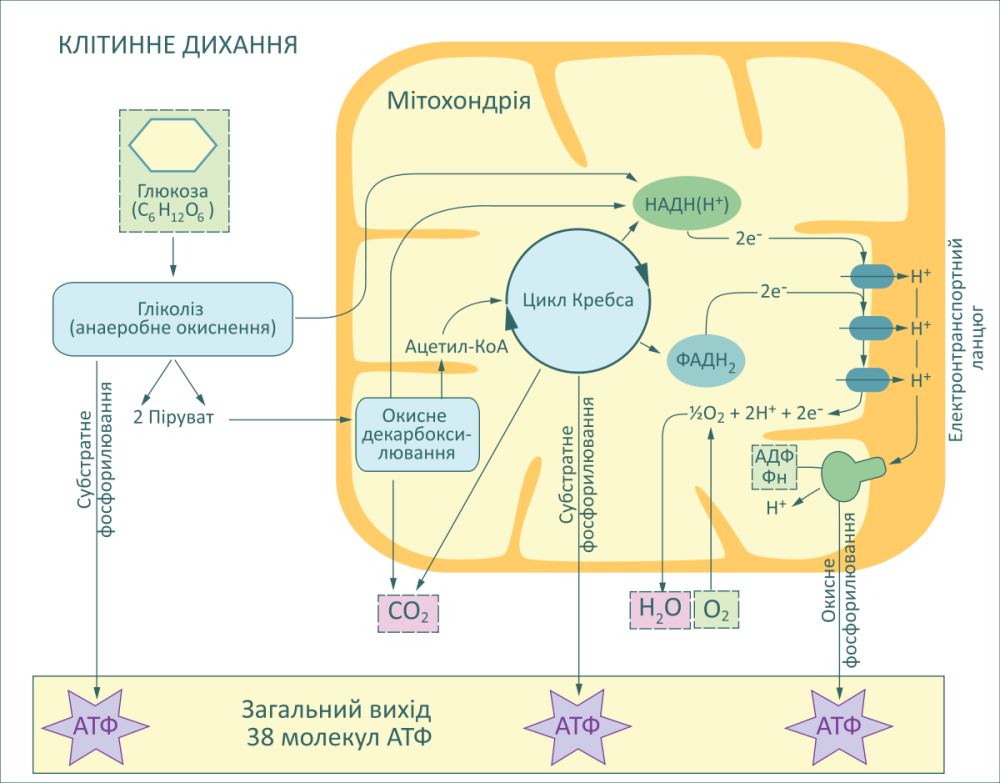 КЛІТИННЕ ДИХАННЯ
Мітохондрія
Глюкоза
(C₆H₁₂O₆)
НАДН(Н⁺)
2e⁻
Гліколіз
(анаеробне окиснення)
Цикл Кребса
2e⁻
H⁺
H⁺
H⁺
Електронтранспортний
ланцюг
Ацетил-КоА
ФАДН₂
2 Піруват
Окисне
декарбокси-
лювання
½O₂ + 2H⁺ + 2e⁻
АДФ
Фн
H⁺
Субстратне
фосфорилювання
Субстратне
фосфорилювання
Окисне
фосфорилювання
CO₂
H₂O
O₂
АТФ
Загальний вихід
38 молекул АТФ
АТФ
АТФ